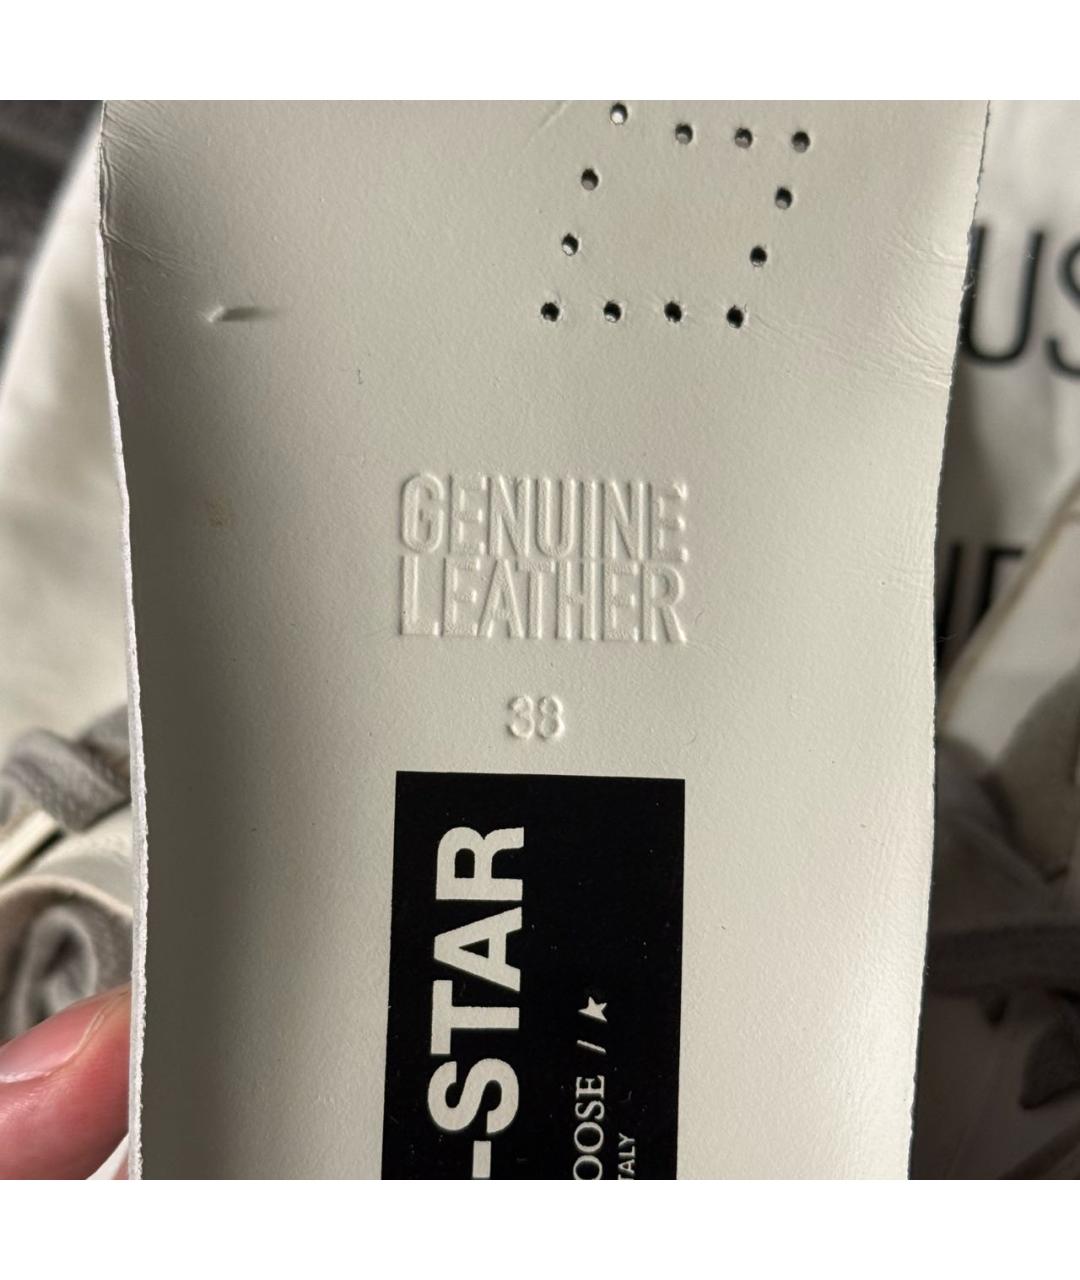 GENUINE
LEATHER
38
-STAR
OOSE /
TALY
US